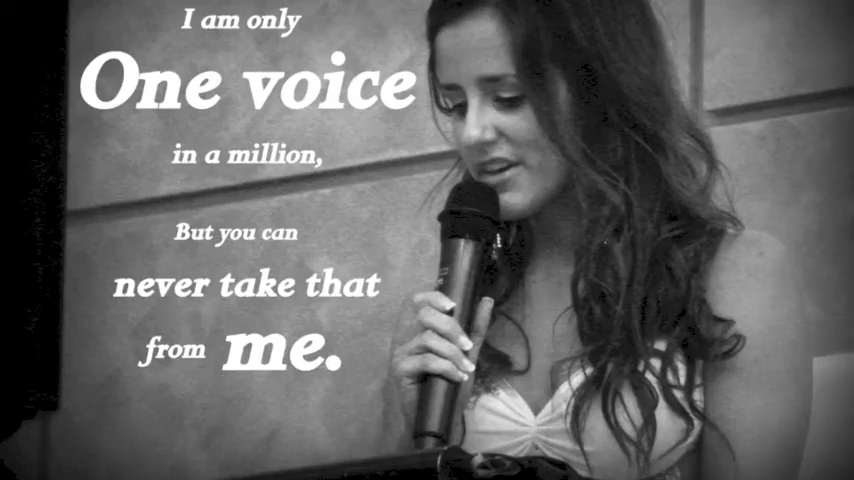 I am only
One voice
in a million,
But you can
never take that
from me.